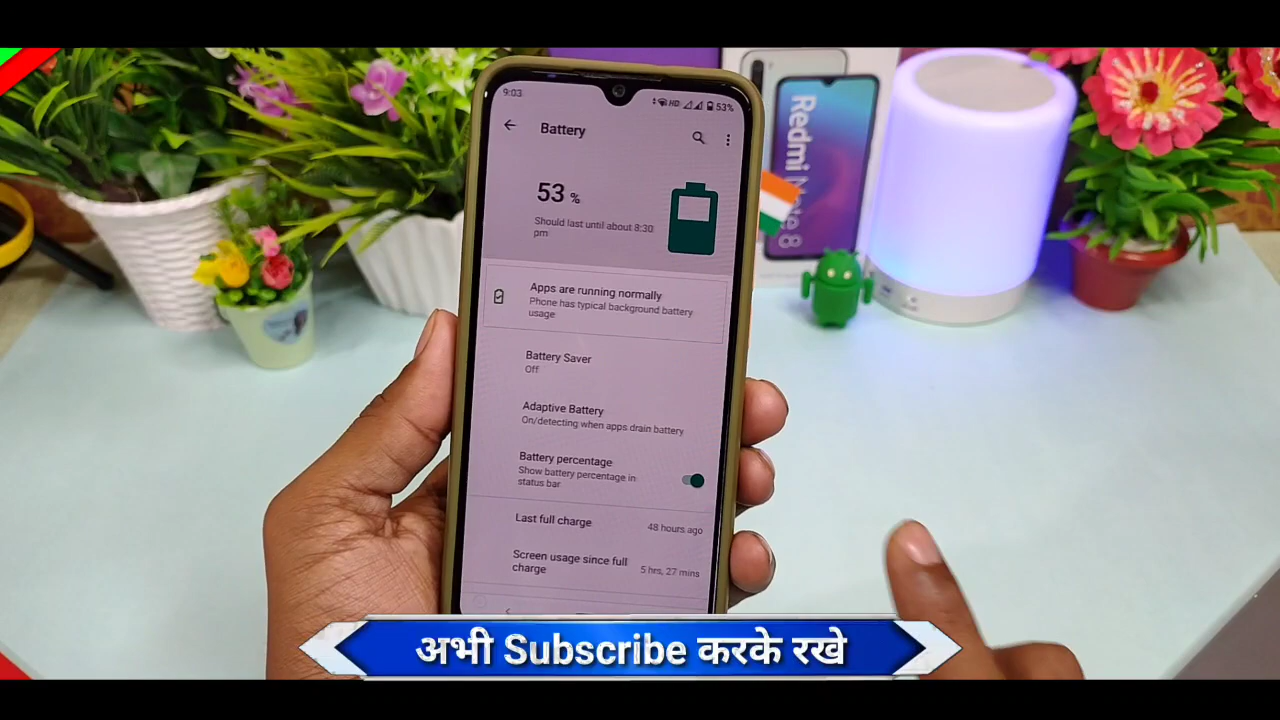 9:03
HD
53%
Battery
53 %
Should last until about 8:30
pm
Apps are running normally
Phone has typical background battery
usage
Battery Saver
Off
Adaptive Battery
On/detecting when apps drain battery
Battery percentage
Show battery percentage in
status bar
Last full charge
48 hours ago
Screen usage since full
charge
5 hrs, 27 mins
Redmi Note 8
अभी Subscribe करके रखे